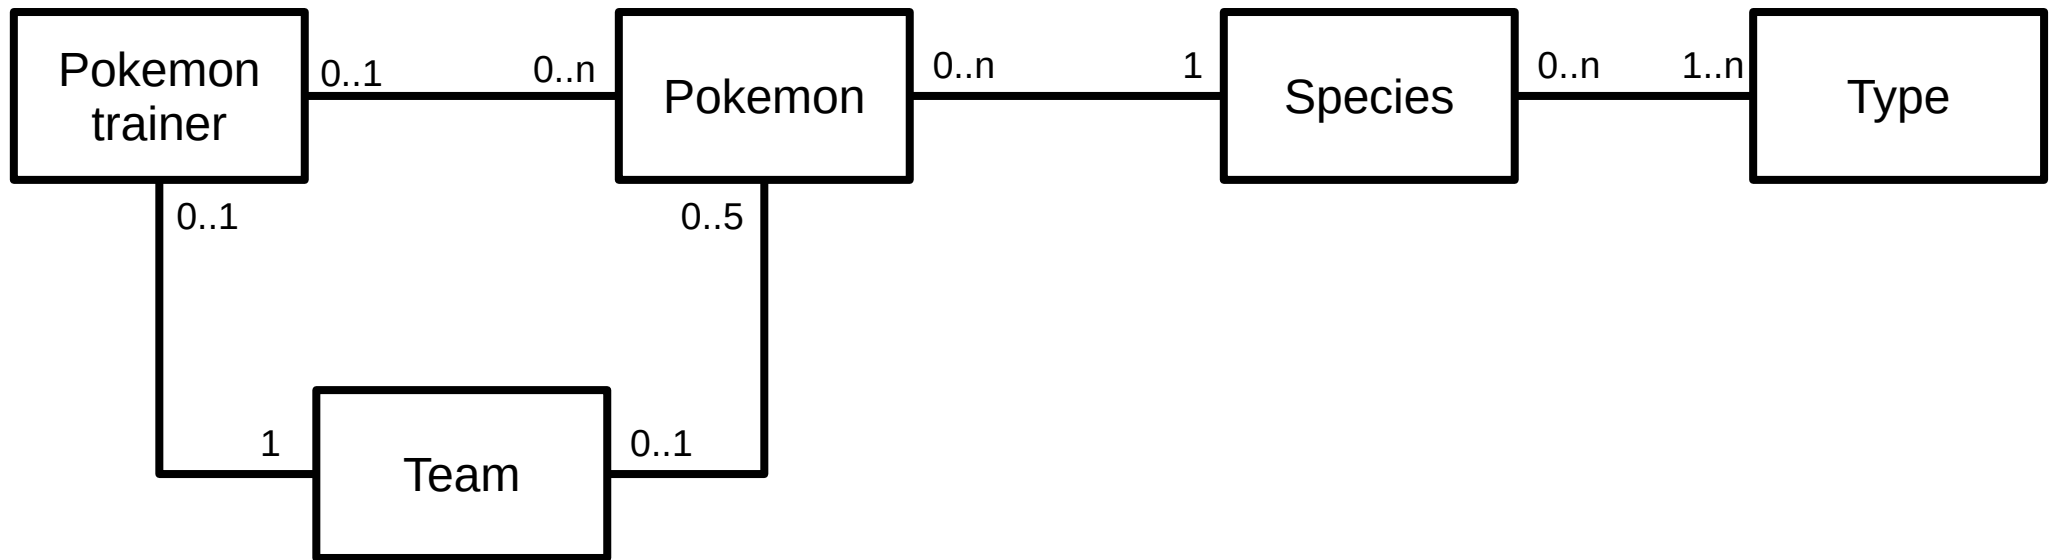 Pokemon
trainer
0..1
0..n
Pokemon
0..n
1
Species
0..n
1..n
Type
0..1
0..5
1
Team
0..1